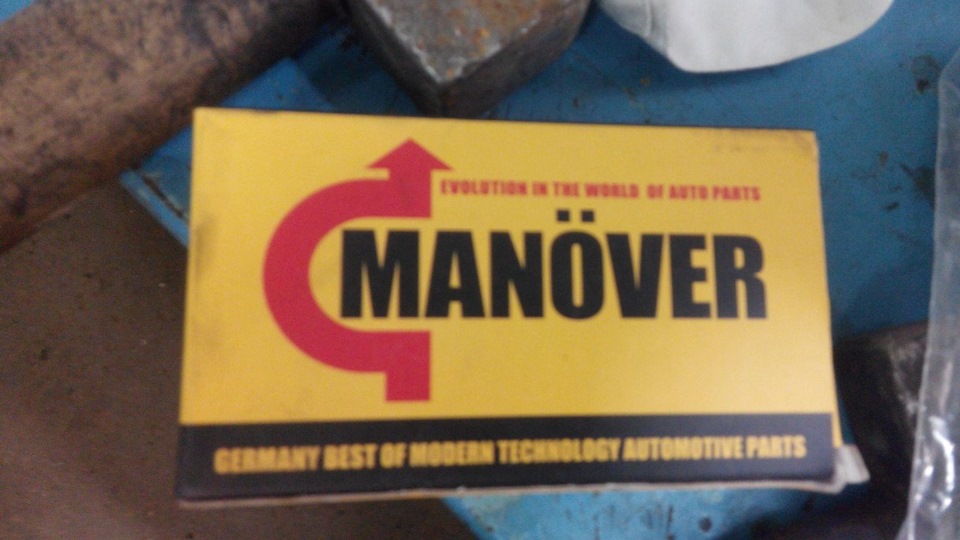 EVOLUTION IN THE WORLD OF AUTO PARTS
MANÖVER
GERMANY BEST OF MODERN TECHNOLOGY AUTOMOTIVE PARTS